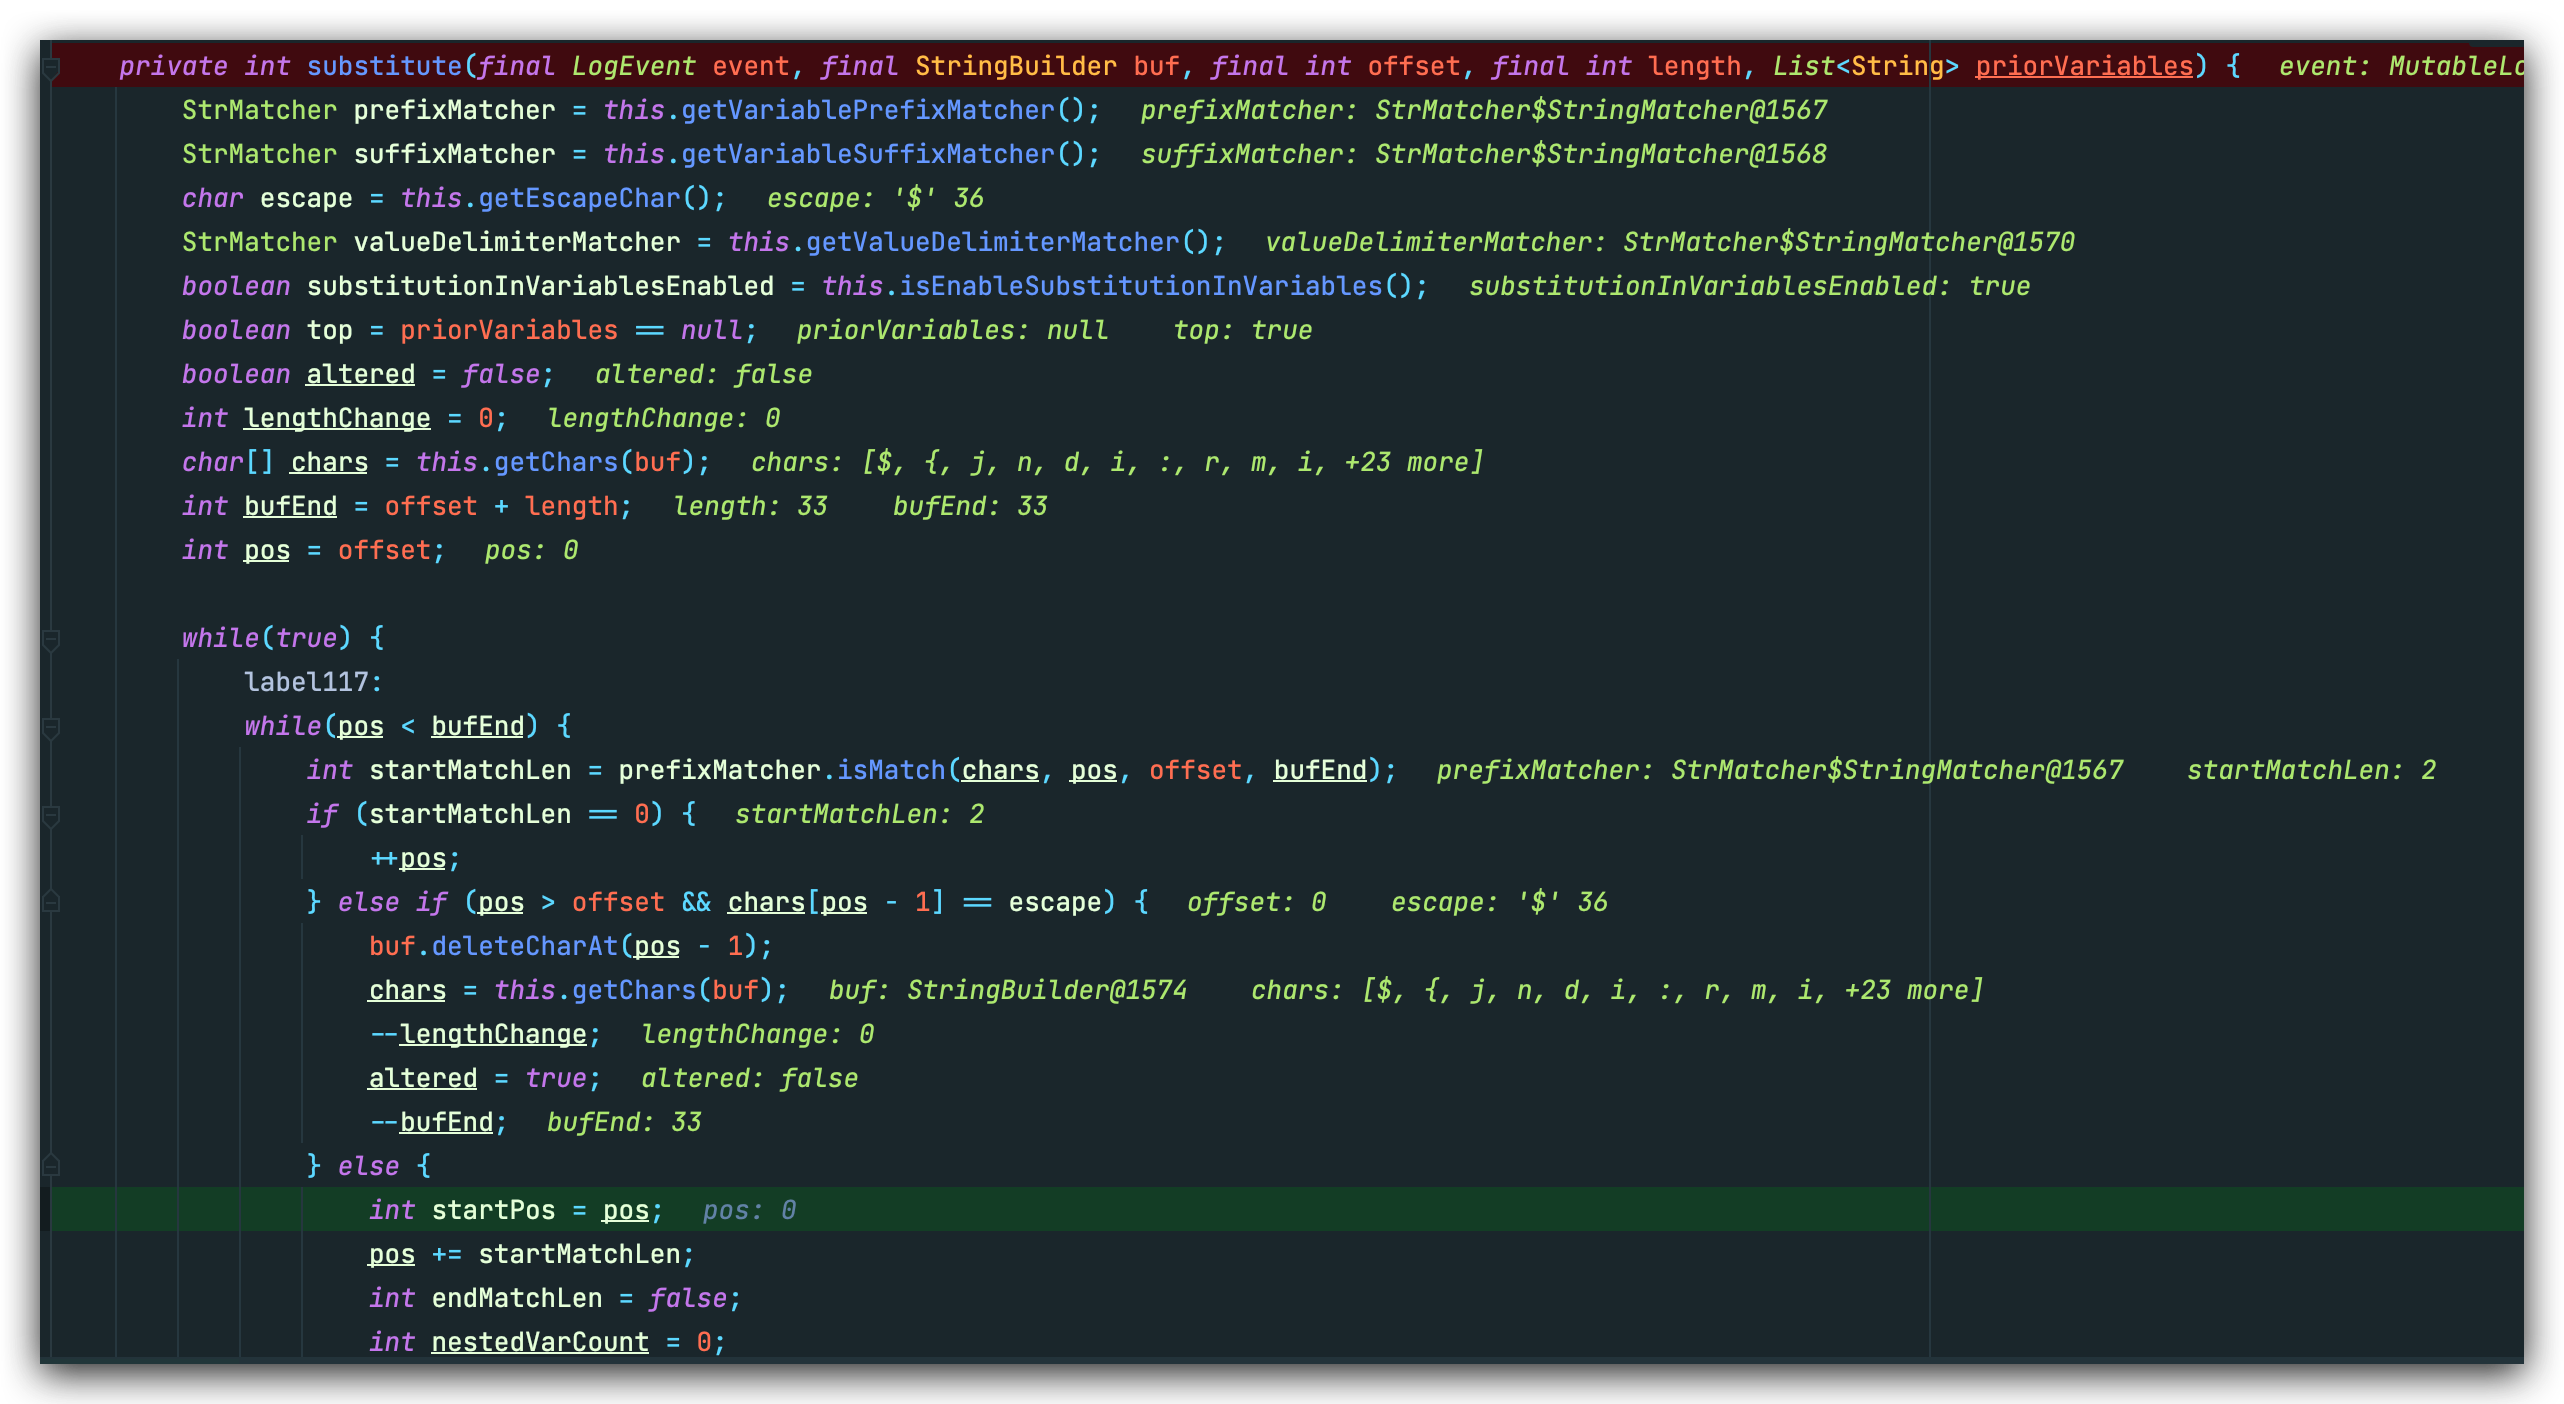 private int substitute(final LogEvent event, final StringBuilder buf, final int offset, final int length, List<String> priorVariables) {  event: MutableLo
StrMatcher prefixMatcher = this.getVariablePrefixMatcher();  prefixMatcher: StrMatcher$StringMatcher@1567
StrMatcher suffixMatcher = this.getVariableSuffixMatcher();  suffixMatcher: StrMatcher$StringMatcher@1568
char escape = this.getEscapeChar();  escape: '$' 36
StrMatcher valueDelimiterMatcher = this.getValueDelimiterMatcher();  valueDelimiterMatcher: StrMatcher$StringMatcher@1570
boolean substitutionInVariablesEnabled = this.isEnableSubstitutionInVariables();  substitutionInVariablesEnabled: true
boolean top = priorVariables == null;  priorVariables: null    top: true
boolean altered = false;  altered: false
int lengthChange = 0;  lengthChange: 0
char[] chars = this.getChars(buf);  chars: [$, {, j, n, d, i, :, r, m, i, +23 more]
int bufEnd = offset + length;  length: 33    bufEnd: 33
int pos = offset;  pos: 0
while(true) {
label117:
while(pos < bufEnd) {
int startMatchLen = prefixMatcher.isMatch(chars, pos, offset, bufEnd);  prefixMatcher: StrMatcher$StringMatcher@1567    startMatchLen: 2
if (startMatchLen == 0) {  startMatchLen: 2
++pos;
} else if (pos > offset && chars[pos - 1] == escape) {  offset: 0    escape: '$' 36
buf.deleteCharAt(pos - 1);
chars = this.getChars(buf);  buf: StringBuilder@1574    chars: [$, {, j, n, d, i, :, r, m, i, +23 more]
--lengthChange;  lengthChange: 0
altered = true;  altered: false
--bufEnd;  bufEnd: 33
} else {
int startPos = pos;  pos: 0
pos += startMatchLen;
int endMatchLen = false;
int nestedVarCount = 0;